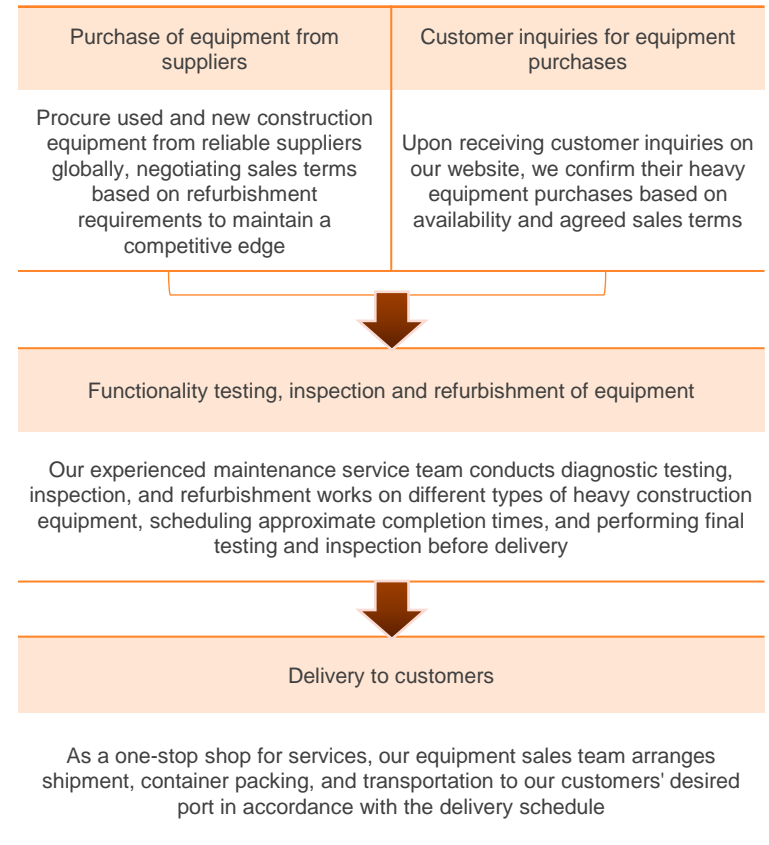 Purchase of equipment from
suppliers
Customer inquiries for equipment
purchases
Procure used and new construction
equipment from reliable suppliers
globally, negotiating sales terms
based on refurbishment
requirements to maintain a
competitive edge
Upon receiving customer inquiries on
our website, we confirm their heavy
equipment purchases based on
availability and agreed sales terms
Functionality testing, inspection and refurbishment of equipment
Our experienced maintenance service team conducts diagnostic testing,
inspection, and refurbishment works on different types of heavy construction
equipment, scheduling approximate completion times, and performing final
testing and inspection before delivery
Delivery to customers
As a one-stop shop for services, our equipment sales team arranges
shipment, container packing, and transportation to our customers' desired
port in accordance with the delivery schedule